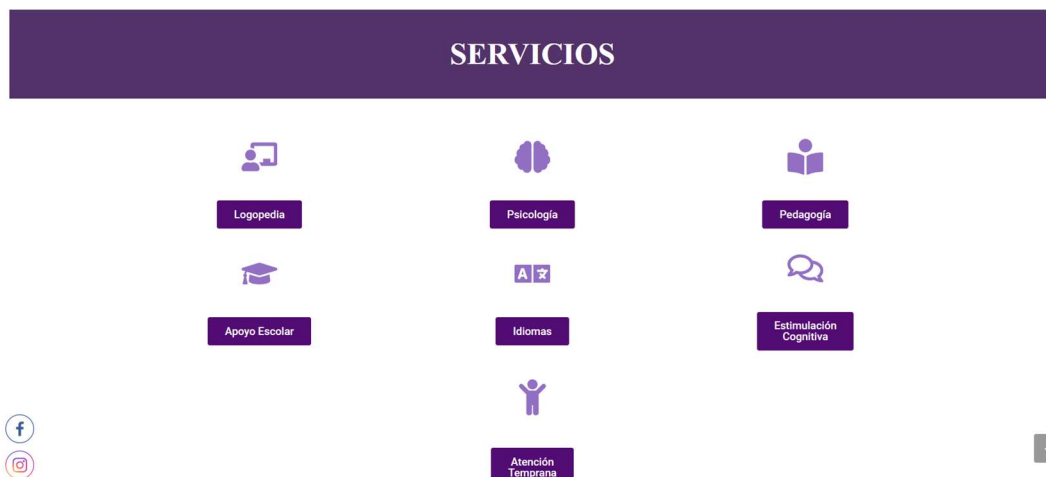 SERVICIOS
Logopedia
Psicología
Pedagogía
Apoyo Escolar
Idiomas
Estimulación
Cognitiva
Atención
Temprana